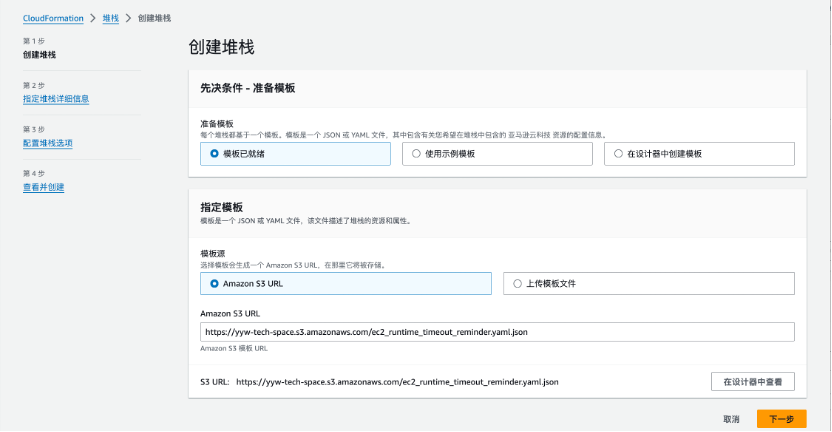 CloudFormation > 堆栈 > 创建堆栈
第 1 步
创建堆栈
第 2 步
指定堆栈详细信息
第 3 步
配置堆栈选项
第 4 步
查看并创建
创建堆栈
先决条件 - 准备模板
准备模板
每个堆栈都基于一个模板。模板是一个 JSON 或 YAML 文件，其中包含有关您希望在堆栈中包含的 亚马逊云科技 资源的配置信息。
模板已就绪
使用示例模板
在设计器中创建模板
指定模板
模板是一个 JSON 或 YAML 文件，该文件描述了堆栈的资源和属性。
模板源
选择模板会生成一个 Amazon S3 URL，在那里它将被存储。
Amazon S3 URL
上传模板文件
Amazon S3 URL
https://yyw-tech-space.s3.amazonaws.com/ec2_runtime_timeout_reminder.yaml.json
Amazon S3 模板 URL
S3 URL: https://yyw-tech-space.s3.amazonaws.com/ec2_runtime_timeout_reminder.yaml.json
在设计器中查看
取消
下一步